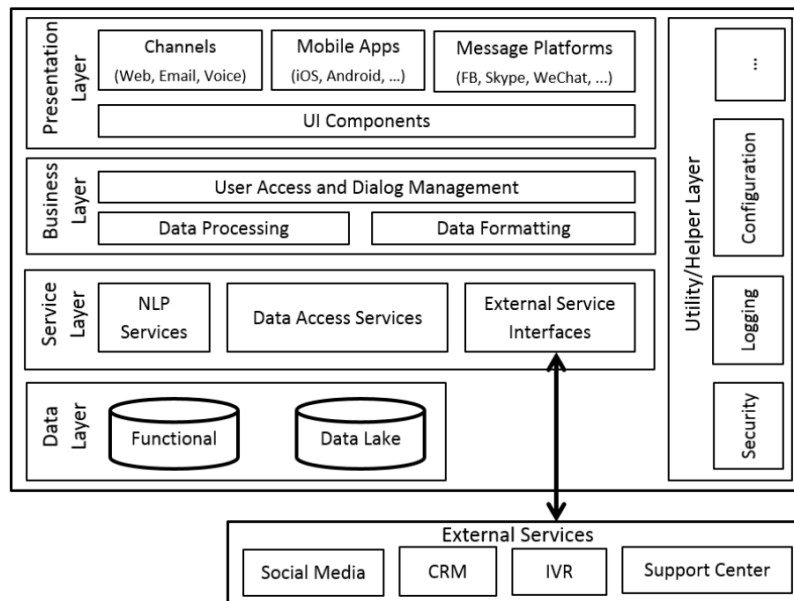 Presentation
Layer
Channels
(Web, Email, Voice)
Mobile Apps
(iOS, Android, ...)
Message Platforms
(FB, Skype, WeChat, ...)
UI Components
Business
Layer
User Access and Dialog Management
Data Processing
Data Formatting
Service
Layer
NLP
Services
Data Access Services
External Service
Interfaces
Data
Layer
Functional
Data Lake
Utility/Helper Layer
...
Configuration
Logging
Security
External Services
Social Media
CRM
IVR
Support Center